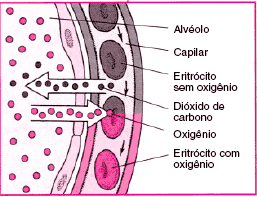 Alvéolo
Capilar
Eritrócito
sem oxigênio
Dióxido de
carbono
Oxigênio
Eritrócito com
oxigênio